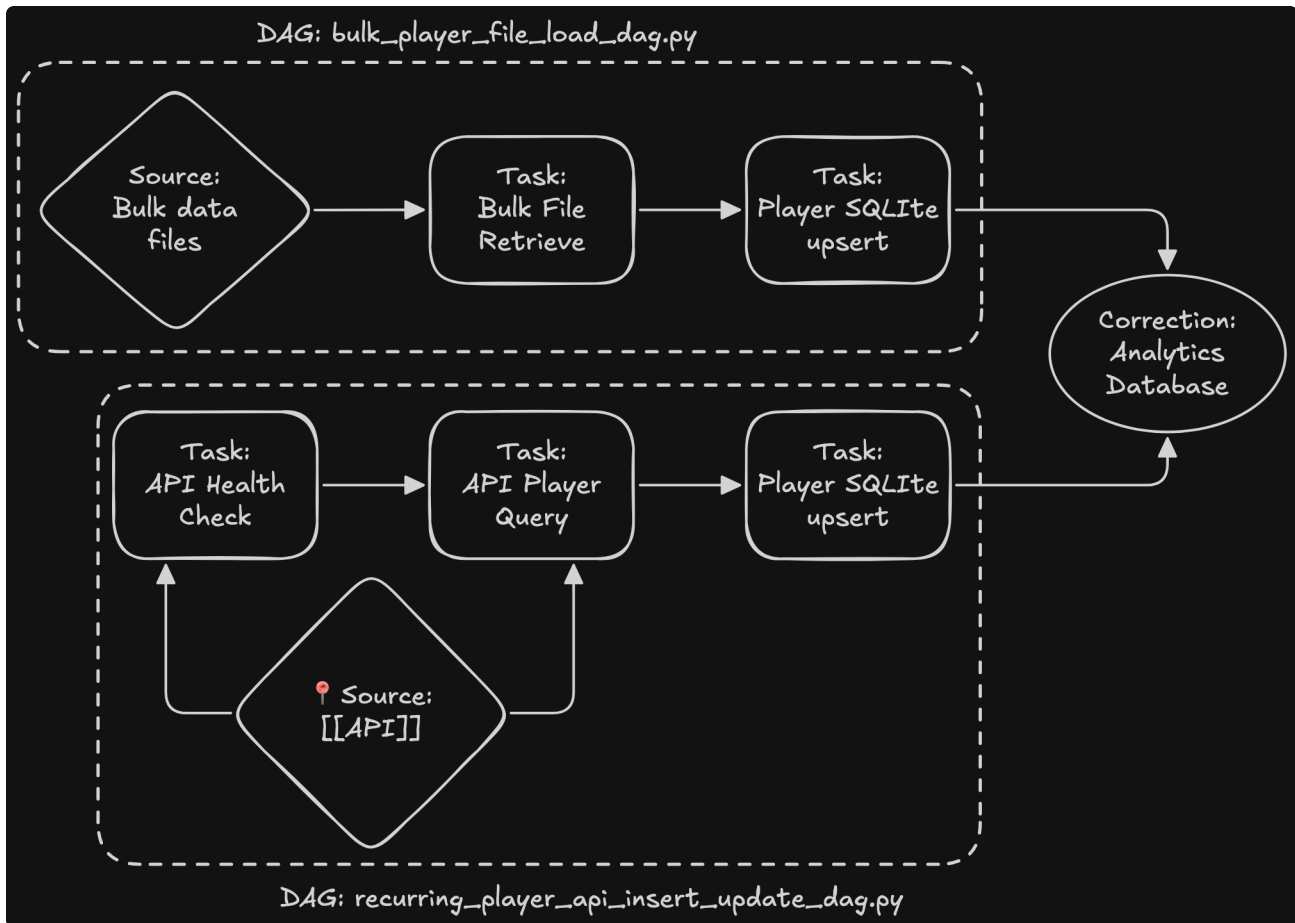 DAG: bulk_player_file_load_dag.py
Source:
Bulk data
files
Task:
Bulk File
Retrieve
Task:
Player SQLIte
upsert
Correction:
Analytics
Database
Task:
API Health
Check
Task:
API Player
Query
Task:
Player SQLIte
upsert
📍 Source:
[[API]]
DAG: recurring_player_api_insert_update_dag.py